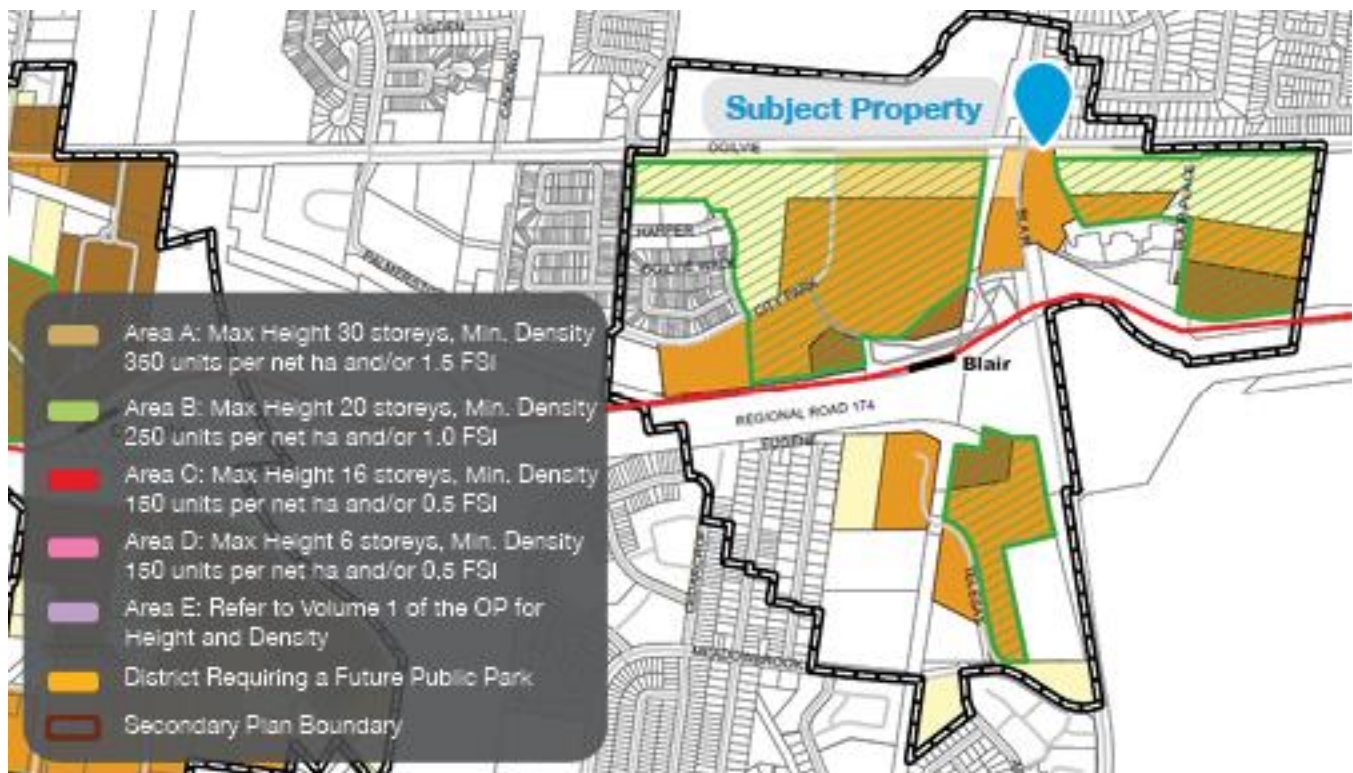 OGDEN
Subject Property
OGILVIE
BLAIR
HARPER
OGILVIE WALK
CITY PARK
Blair
REGIONAL ROAD 174
EUGENE
MEADOWBROOK
Area A: Max Height 30 storeys, Min. Density
350 units per net ha and/or 1.5 FSI
Area B: Max Height 20 storeys, Min. Density
250 units per net ha and/or 1.0 FSI
Area C: Max Height 16 storeys, Min. Density
150 units per net ha and/or 0.5 FSI
Area D: Max Height 6 storeys, Min. Density
150 units per net ha and/or 0.5 FSI
Area E: Refer to Volume 1 of the OP for
Height and Density
District Requiring a Future Public Park
Secondary Plan Boundary